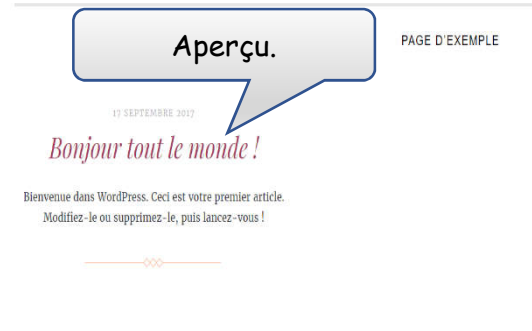 Aperçu.
PAGE D'EXEMPLE
17 SEPTEMBRE 2017
Bonjour tout le monde !
Bienvenue dans WordPress. Ceci est votre premier article.
Modifiez-le ou supprimez-le, puis lancez-vous !